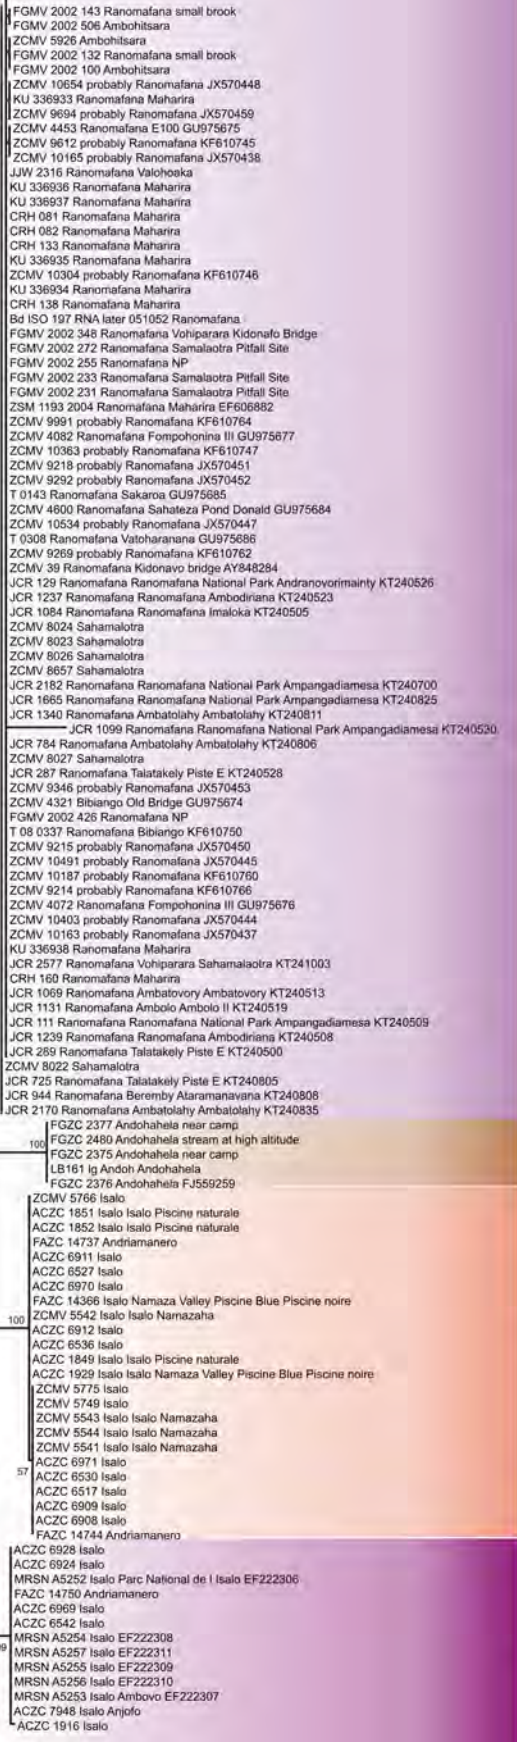 FGMV 2002 143 Ranomafana small brook
FGMV 2002 506 Ambohitsara
ZCMV 5926 Ambohitsara
FGMV 2002 132 Ranomafana small brook
FGMV 2002 100 Ambohitsara
ZCMV 10654 probably Ranomafana JX570448
KU 336933 Ranomafana Maharira
ZCMV 9694 probably Ranomafana JX570459
ZCMV 4453 Ranomafana E100 GU975675
ZCMV 9612 probably Ranomafana KF610745
ZCMV 10165 probably Ranomafana JX570438
JJW 2316 Ranomafana Valohoaka
KU 336936 Ranomafana Maharira
KU 336937 Ranomafana Maharira
CRH 081 Ranomafana Maharira
CRH 082 Ranomafana Maharira
CRH 133 Ranomafana Maharira
KU 336935 Ranomafana Maharira
ZCMV 10304 probably Ranomafana KF610746
KU 336934 Ranomafana Maharira
CRH 138 Ranomafana Maharira
Bd ISO 197 RNA later 051052 Ranomafana
FGMV 2002 348 Ranomafana Vohiparara Kidonafo Bridge
FGMV 2002 272 Ranomafana Samalaotra Pitfall Site
FGMV 2002 255 Ranomafana NP
FGMV 2002 233 Ranomafana Samalaotra Pitfall Site
FGMV 2002 231 Ranomafana Samalaotra Pitfall Site
ZSM 1193 2004 Ranomafana Maharira EF606882
ZCMV 9991 probably Ranomafana KF610764
ZCMV 4082 Ranomafana Fompohonina III GU975677
ZCMV 10363 probably Ranomafana KF610747
ZCMV 9218 probably Ranomafana JX570451
ZCMV 9292 probably Ranomafana JX570452
T 0143 Ranomafana Sakaroa GU975685
ZCMV 4600 Ranomafana Sahateza Pond Donald GU975684
ZCMV 10534 probably Ranomafana JX570447
T 0308 Ranomafana Vatoharanana GU975686
ZCMV 9269 probably Ranomafana KF610762
ZCMV 39 Ranomafana Kidonavo bridge AY848284
JCR 129 Ranomafana Ranomafana National Park Andranovorimainty KT240526
JCR 1237 Ranomafana Ranomafana Ambodiriana KT240523
JCR 1084 Ranomafana Ranomafana Imaloka KT240505
ZCMV 8024 Sahamalotra
ZCMV 8023 Sahamalotra
ZCMV 8026 Sahamalotra
ZCMV 8657 Sahamalotra
JCR 2182 Ranomafana Ranomafana National Park Ampangadiamesa KT240700
JCR 1665 Ranomafana Ranomafana National Park Ampangadiamesa KT240825
JCR 1340 Ranomafana Ambatolahy Ambatolahy KT240811
JCR 1099 Ranomafana Ranomafana National Park Ampangadiamesa KT240530
JCR 784 Ranomafana Ambatolahy Ambatolahy KT240806
ZCMV 8027 Sahamalotra
JCR 287 Ranomafana Talatakely Piste E KT240528
ZCMV 9346 probably Ranomafana JX570453
ZCMV 4321 Bibiango Old Bridge GU975674
FGMV 2002 426 Ranomafana NP
T 08 0337 Ranomafana Bibiango KF610750
ZCMV 9215 probably Ranomafana JX570450
ZCMV 10491 probably Ranomafana JX570445
ZCMV 10187 probably Ranomafana KF610760
ZCMV 9214 probably Ranomafana KF610766
ZCMV 4072 Ranomafana Fompohonina III GU975676
ZCMV 10403 probably Ranomafana JX570444
ZCMV 10163 probably Ranomafana JX570437
KU 336938 Ranomafana Maharira
JCR 2577 Ranomafana Vohiparara Sahamalaotra KT241003
CRH 160 Ranomafana Maharira
JCR 1069 Ranomafana Ambatovory Ambatovory KT240513
JCR 1131 Ranomafana Ambolo Ambolo II KT240519
JCR 111 Ranomafana Ranomafana National Park Ampangadiamesa KT240509
JCR 1239 Ranomafana Ranomafana Ambodiriana KT240508
JCR 289 Ranomafana Talatakely Piste E KT240500
ZCMV 8022 Sahamalotra
JCR 725 Ranomafana Talatakely Piste E KT240805
JCR 944 Ranomafana Beremby Ataramanavana KT240808
JCR 2170 Ranomafana Ambatolahy Ambatolahy KT240835
FGZC 2377 Andohahela near camp
100 FGZC 2480 Andohahela stream at high altitude
FGZC 2375 Andohahela near camp
LB161 lg Andoh Andohahela
FGZC 2376 Andohahela FJ559259
ZCMV 5766 Isalo
ACZC 1851 Isalo Isalo Piscine naturale
ACZC 1852 Isalo Isalo Piscine naturale
FAZC 14737 Andriamanero
ACZC 6911 Isalo
ACZC 6527 Isalo
ACZC 6970 Isalo
FAZC 14366 Isalo Namaza Valley Piscine Blue Piscine noire
100 ZCMV 5542 Isalo Isalo Namazaha
ACZC 6912 Isalo
ACZC 6536 Isalo
ACZC 1849 Isalo Isalo Piscine naturale
ACZC 1929 Isalo Isalo Namaza Valley Piscine Blue Piscine noire
ZCMV 5775 Isalo
ZCMV 5749 Isalo
ZCMV 5543 Isalo Isalo Namazaha
ZCMV 5544 Isalo Isalo Namazaha
ZCMV 5541 Isalo Isalo Namazaha
ACZC 6971 Isalo
57 ACZC 6530 Isalo
ACZC 6517 Isalo
ACZC 6909 Isalo
ACZC 6908 Isalo
FAZC 14744 Andriamanero
ACZC 6928 Isalo
ACZC 6924 Isalo
MRSN A5252 Isalo Parc National de l Isalo EF222306
FAZC 14750 Andriamanero
ACZC 6969 Isalo
ACZC 6542 Isalo
MRSN A5254 Isalo EF222308
MRSN A5257 Isalo EF222311
MRSN A5255 Isalo EF222309
MRSN A5256 Isalo EF222310
MRSN A5253 Isalo Ambovo EF222307
ACZC 7948 Isalo Anjofo
ACZC 1916 Isalo